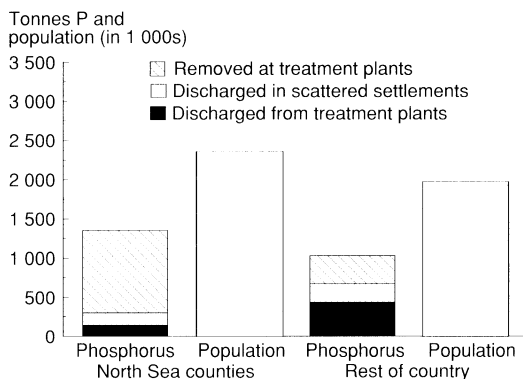 Tonnes P and
population (in 1 000s)
3 500
3 000
2 500
2 000
1 500
1 000
500
0
Removed at treatment plants
Discharged in scattered settlements
Discharged from treatment plants
Phosphorus Population Phosphorus Population
North Sea counties Rest of country